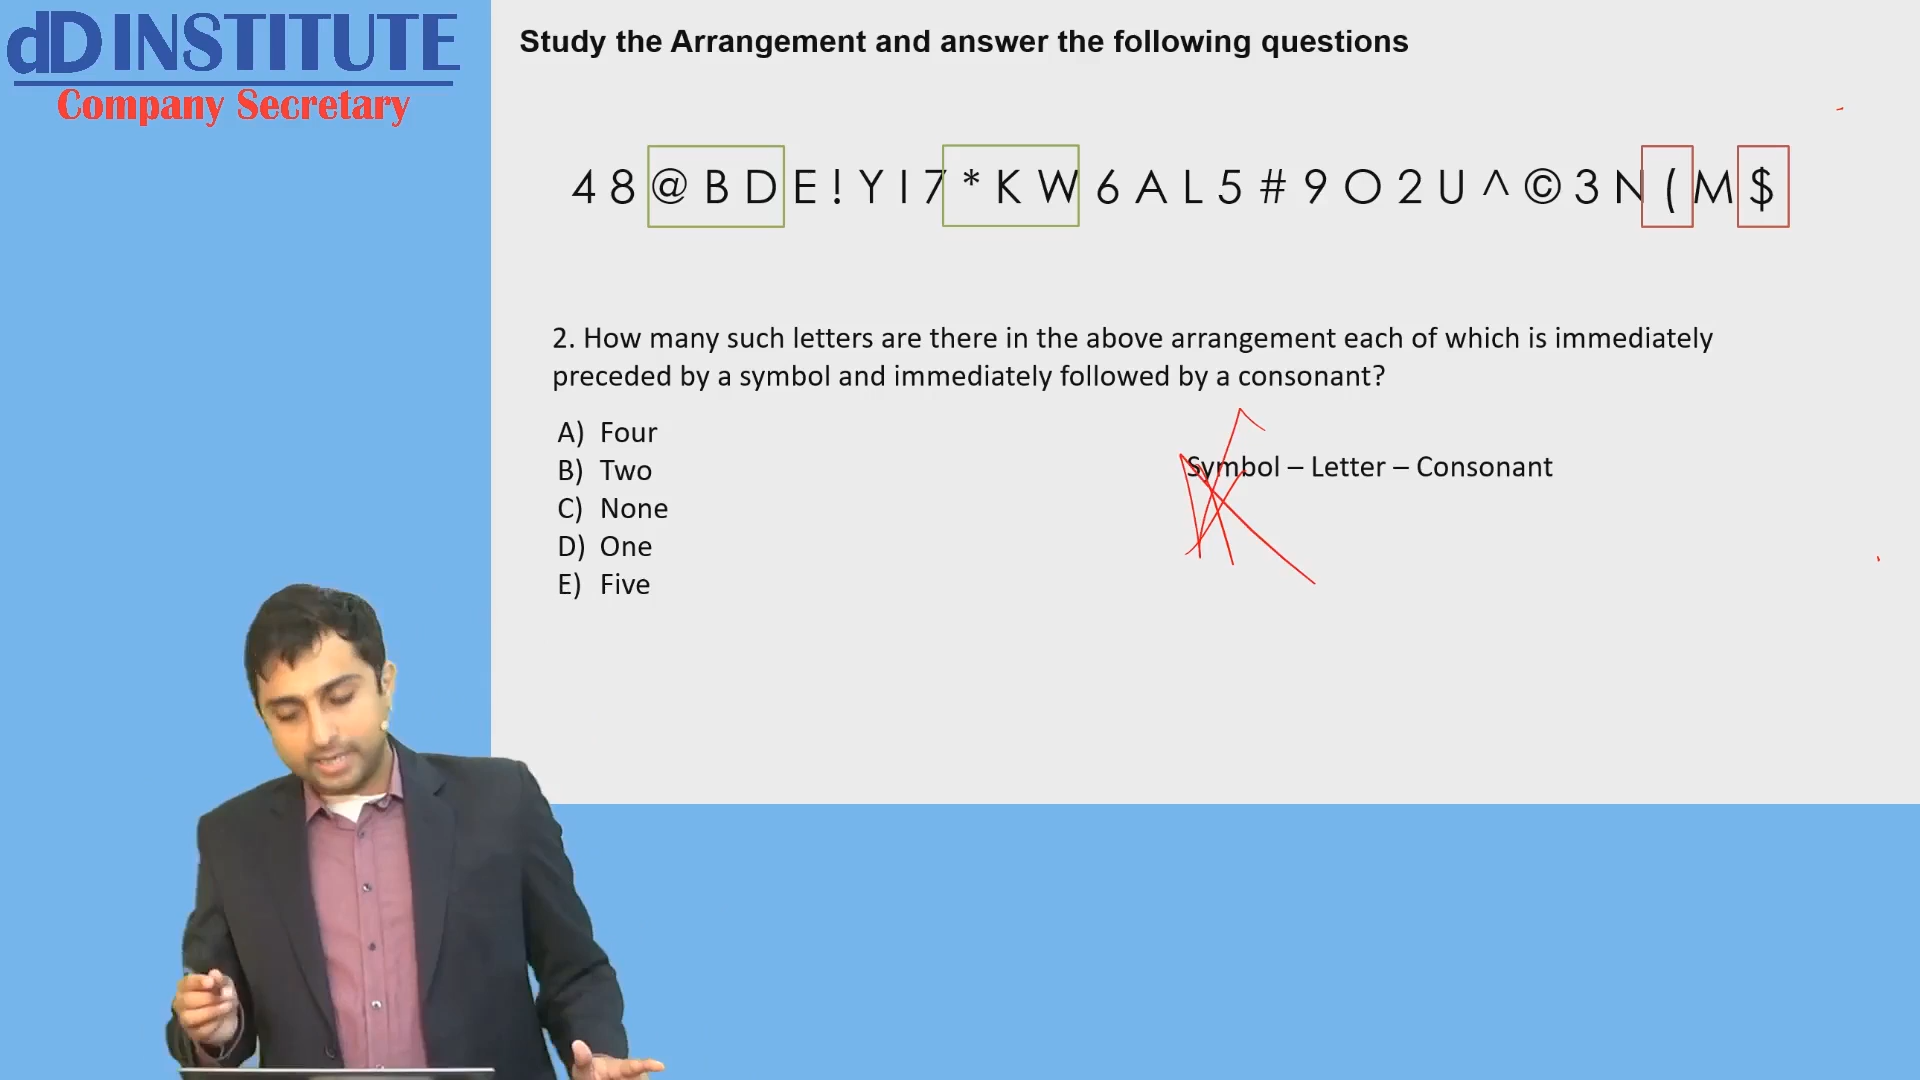 dD INSTITUTE
Company Secretary
Study the Arrangement and answer the following questions
4 8 @ B D E ! Y I 7 * K W 6 A L 5 # 9 O 2 U ^ © 3 N ( M $
2. How many such letters are there in the above arrangement each of which is immediately
preceded by a symbol and immediately followed by a consonant?
A) Four
B) Two
C) None
D) One
E) Five
Symbol – Letter – Consonant